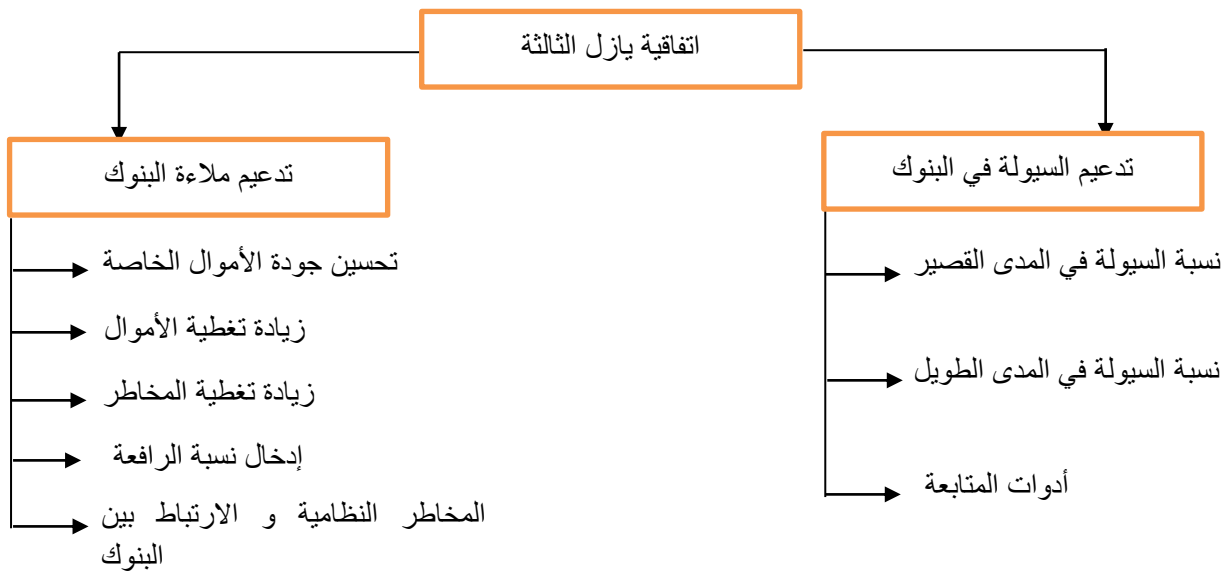 اتفاقية يازل الثالثة
تدعيم السيولة في البنوك
نسبة السيولة في المدى القصير
نسبة السيولة في المدى الطويل
أدوات المتابعة
تدعيم ملاءة البنوك
تحسين جودة الأموال الخاصة
زيادة تغطية الأموال
زيادة تغطية المخاطر
إدخال نسبة الرافعة
المخاطر النظامية و الارتباط بين
البنوك